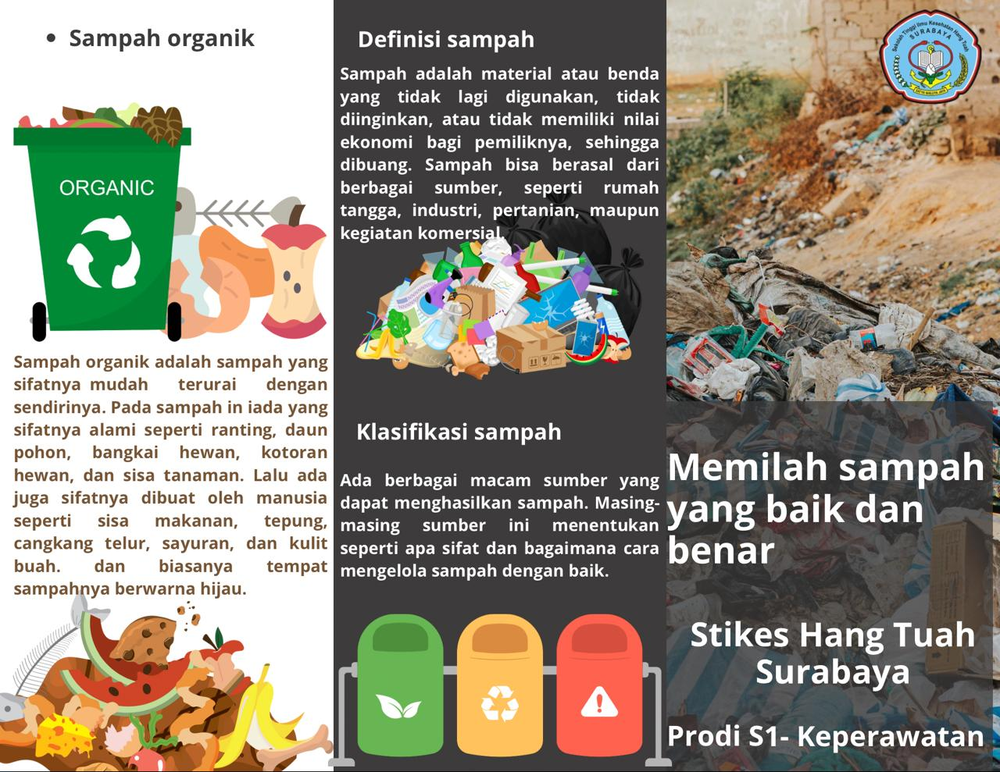 • Sampah organik
ORGANIC
Sampah organik adalah sampah yang
sifatnya mudah terurai dengan
sendirinya. Pada sampah in iada yang
sifatnya alami seperti ranting, daun
pohon, bangkai hewan, kotoran
hewan, dan sisa tanaman. Lalu ada
juga sifatnya dibuat oleh manusia
seperti sisa makanan, tepung,
cangkang telur, sayuran, dan kulit
buah. dan biasanya tempat
sampahnya berwarna hijau.
Definisi sampah
Sampah adalah material atau benda
yang tidak lagi digunakan, tidak
diinginkan, atau tidak memiliki nilai
ekonomi bagi pemiliknya, sehingga
dibuang. Sampah bisa berasal dari
berbagai sumber, seperti rumah
tangga, industri, pertanian, maupun
kegiatan komersial.
Klasifikasi sampah
Ada berbagai macam sumber yang
dapat menghasilkan sampah. Masing-
masing sumber ini menentukan
seperti apa sifat dan bagaimana cara
mengelola sampah dengan baik.
Sekolah Tinggi Ilmu Kesehatan Hang Tuah
SURABAYA
Memilah sampah
yang baik dan
benar
Stikes Hang Tuah
Surabaya
Prodi S1- Keperawatan